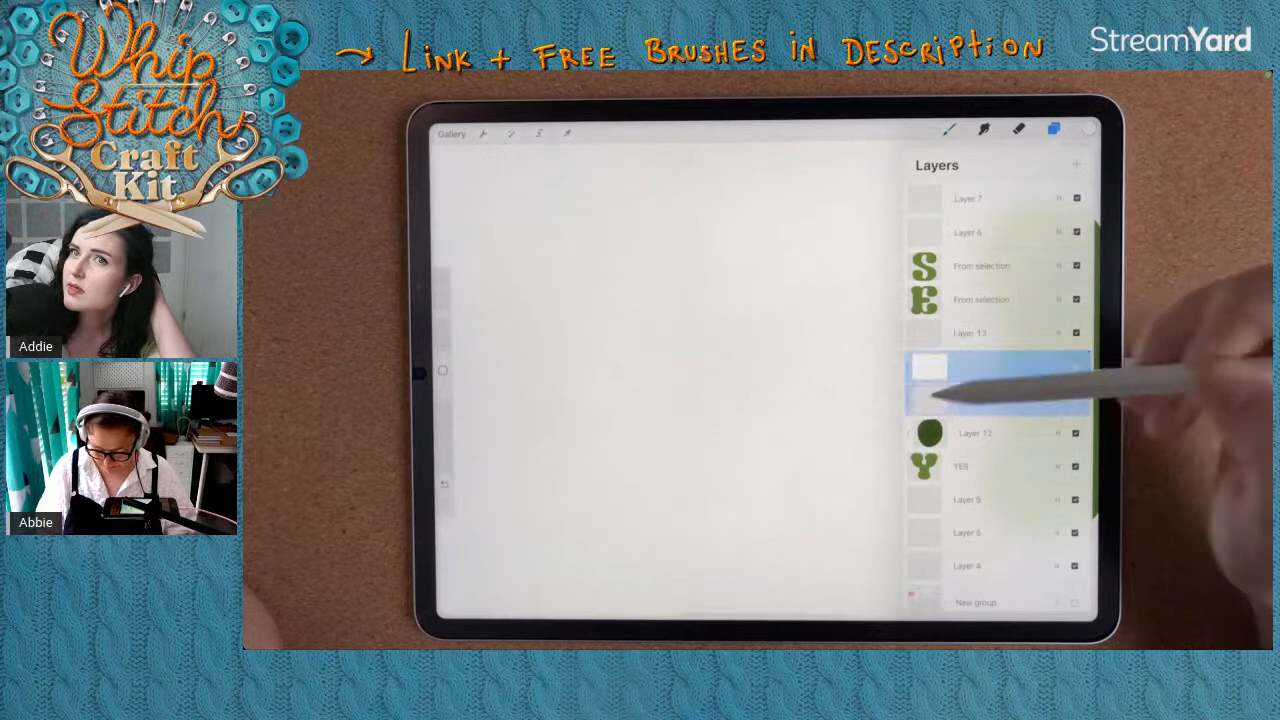 → Link + FREE BRUSHES in DEscription
StreamYard
Whip
Stitch
Craft
Kit
Gallery
Layers
Layer 7
N
Layer 6
N
S
From selection
N
E
From selection
N
Layer 13
N
Layer 12
N
Y
YES
N
Layer 5
N
Layer 5
N
Layer 4
N
New group
Addie
Abbie